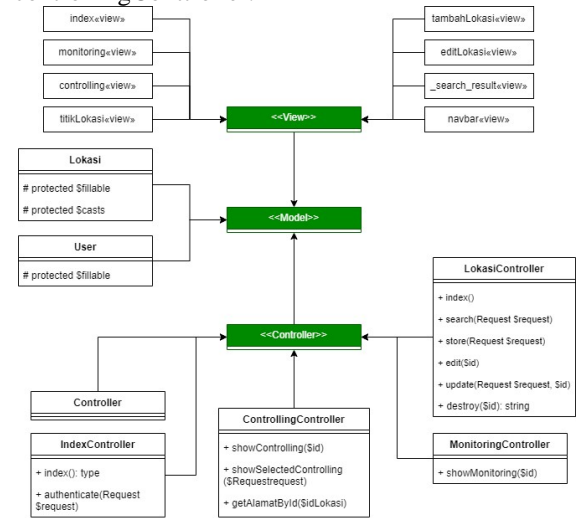 index«view»
monitoring«view»
controlling«view»
titikLokasi«view»
tambahLokasi«view»
editLokasi«view»
_search_result«view»
navbar«view»
<<View>>
Lokasi
# protected $fillable
# protected $casts
<<Model>>
User
# protected $fillable
<<Controller>>
LokasiController
+ index()
+ search(Request $request)
+ store(Request $request)
+ edit($id)
+ update(Request $request, $id)
+ destroy($id): string
Controller
IndexController
+ index(): type
+ authenticate(Request
$request)
ControllingController
+ showControlling($id)
+ showSelectedControlling
($Requestrequest)
+ getAlamatById($idLokasi)
MonitoringController
+ showMonitoring($id)